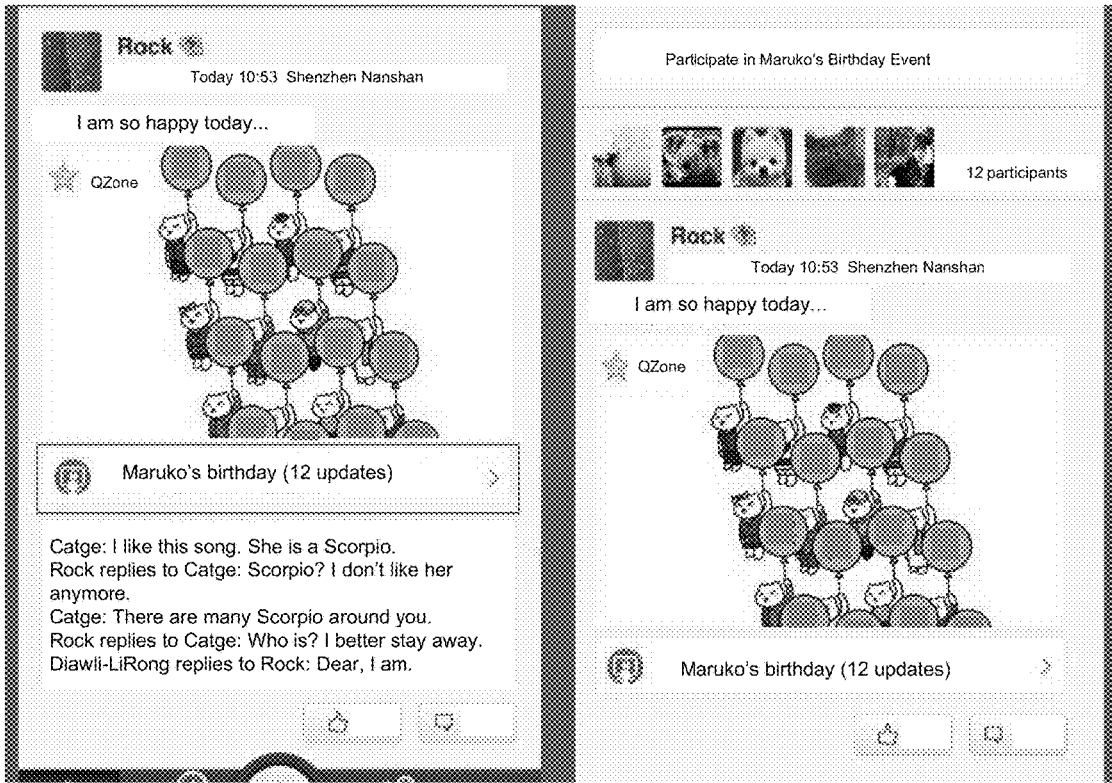 Rock
Today 10:53 Shenzhen Nanshan
I am so happy today...
QZone
Maruko's birthday (12 updates)
Catge: I like this song. She is a Scorpio.
Rock replies to Catge: Scorpio? I don't like her
anymore.
Catge: There are many Scorpio around you.
Rock replies to Catge: Who is? I better stay away.
Diawli-LiRong replies to Rock: Dear, I am.
Participate in Maruko's Birthday Event
12 participants
Rock
Today 10:53 Shenzhen Nanshan
I am so happy today...
QZone
Maruko's birthday (12 updates)